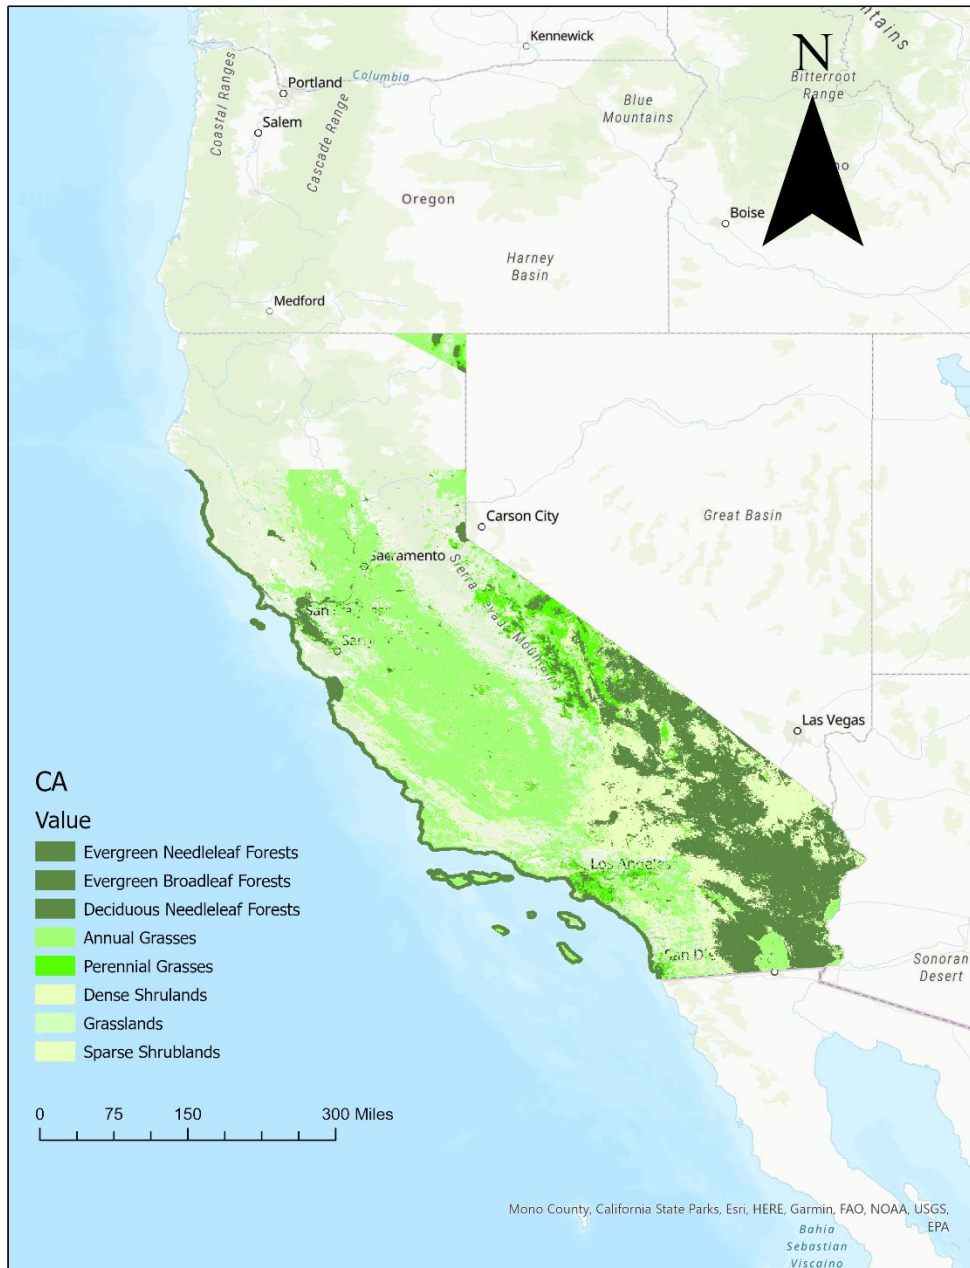 Kennewick
Mountains
N
Bitterroot
Range
Columbia
Portland
Coastal Ranges
Cascade Range
Blue
Mountains
Salem
Oregon
Boise
Harney
Basin
Medford
Carson City
Great Basin
Sacramento
Sierra
San
Las Vegas
CA
Value
Evergreen Needleleaf Forests
Evergreen Broadleaf Forests
Deciduous Needleleaf Forests
Annual Grasses
Perennial Grasses
Dense Shrulands
Grasslands
Sparse Shrublands
Los Angeles
San Di
Sonoran
Desert
0 75 150 300 Miles
Mono County, California State Parks, Esri, HERE, Garmin, FAO, NOAA, USGS,
EPA
Bahia
Sebastian
Viscaino